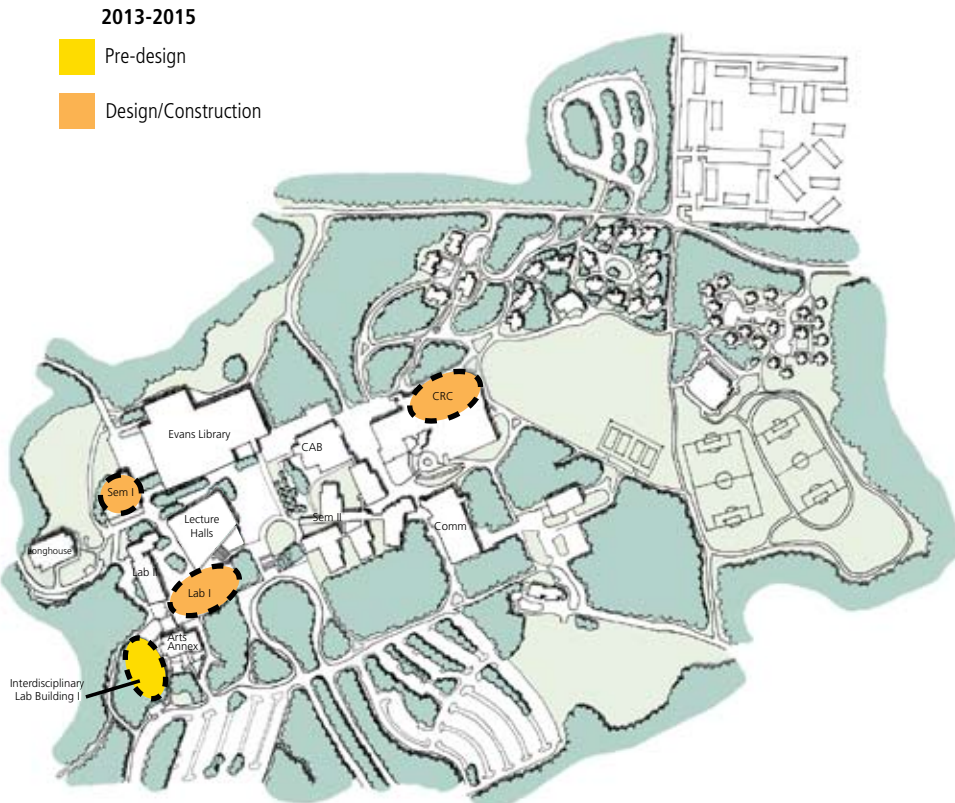 2013-2015
Pre-design
Design/Construction
CRC
Evans Library
CAB
Sem I
Lecture
Halls
Sem II
Comm
Longhouse
Lab II
Lab I
Arts
Annex
Interdisciplinary
Lab Building I